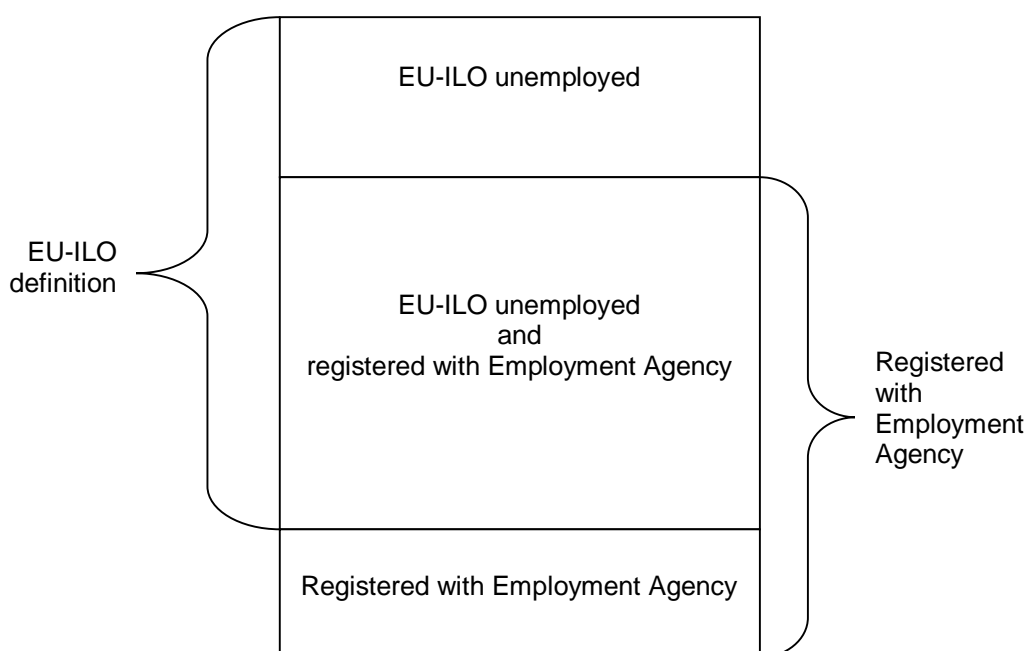 EU-ILO unemployed
EU-ILO
definition
EU-ILO unemployed
and
registered with Employment Agency
Registered
with
Employment
Agency
Registered with Employment Agency